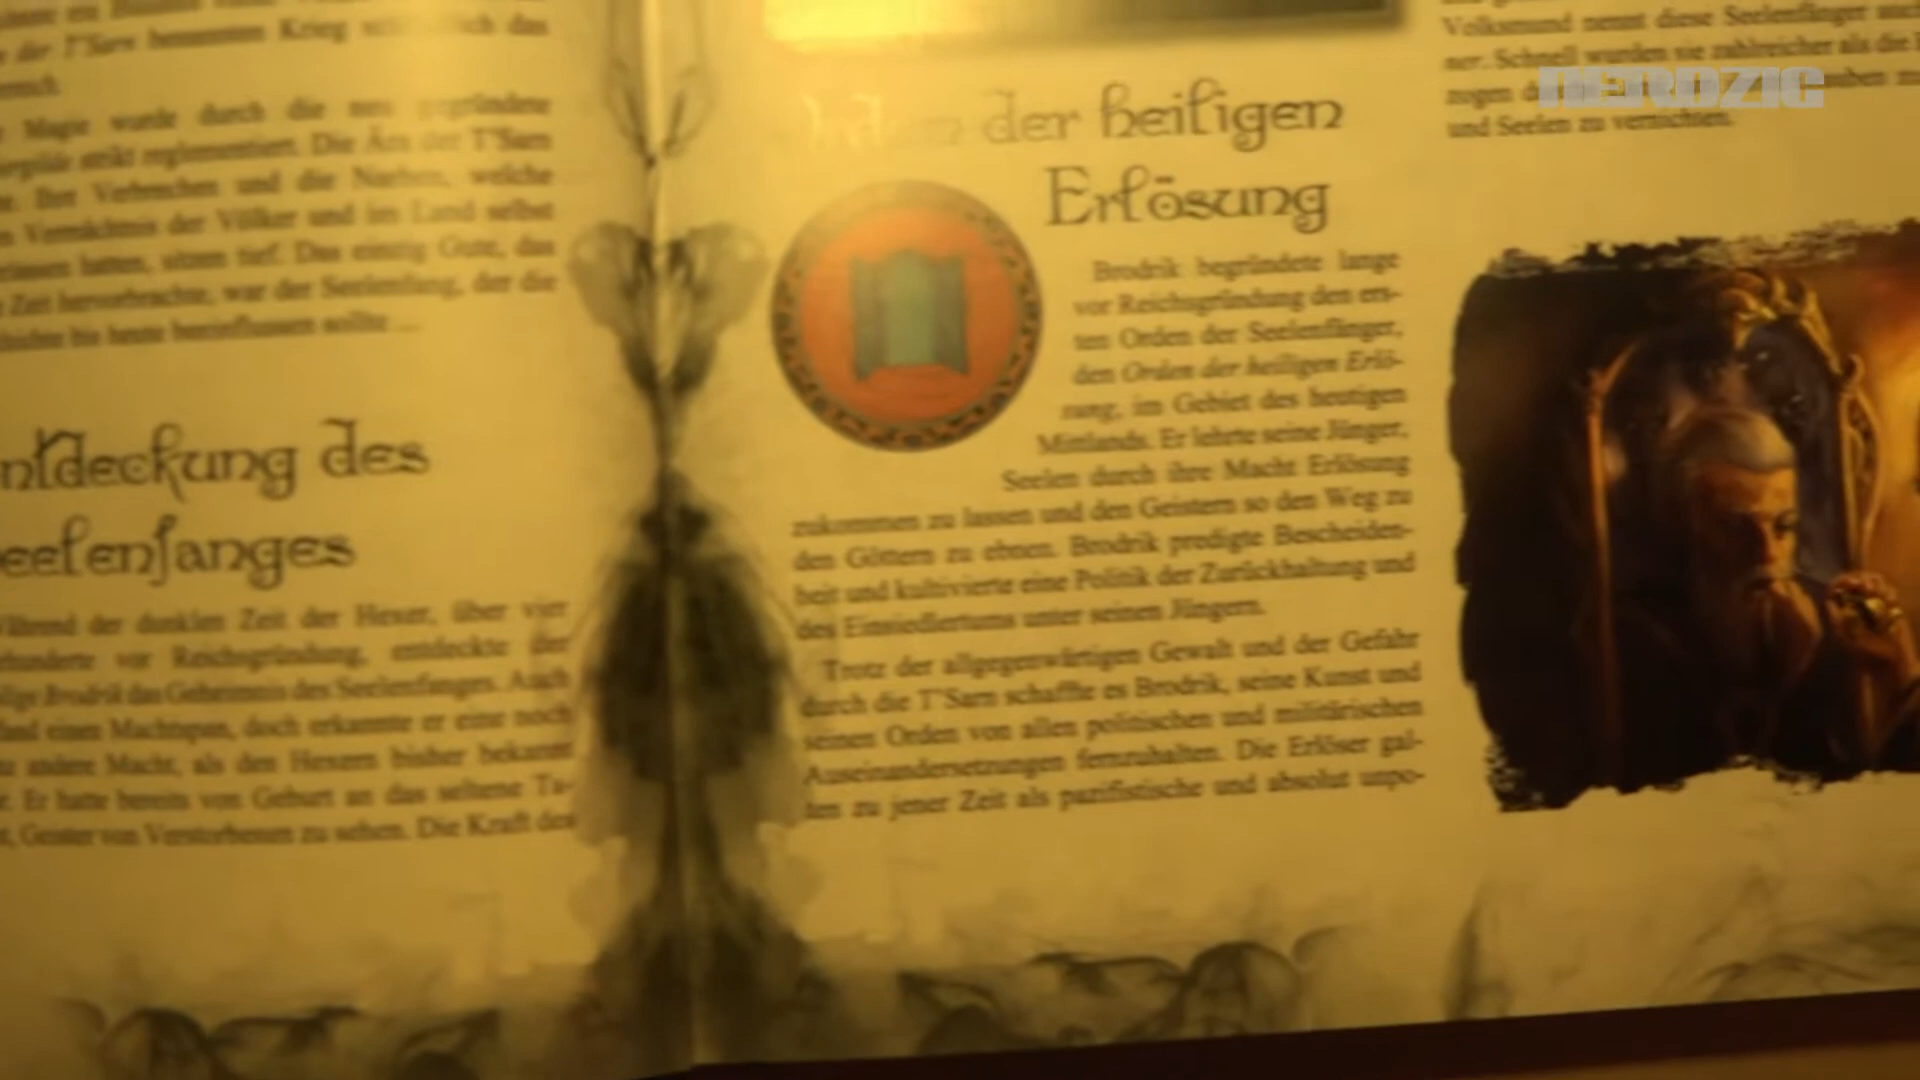 der T'Sarn Krieg das
Magie wurde durch die neu gegründete
strikt reglementiert. Die Ära der T'Sarn
Ihre Verbrechen und die Narben, welche
Vermächtnis der Völker und im Land selbst
hatten, sitzen tief. Das einzig Gute, das
Zeit hervorbrachte, war der Seelenfang, der die
bis heute beeinflussen sollte ...
ntdeckung des
eelenfanges
Während der dunklen Zeit der Hexer, über vier
vor Reichsgründung, entdeckte der
Brodrik das Geheimnis des Seelenfanges. Auch
einen doch erkannte er eine noch
andere Macht, als den Hexern bisher bekannt
Er hatte bereits von Geburt an das seltene Ta-
Geister von Verstorbenen zu sehen. Die Kraft des
der heiligen
Erlösung
Brodrik begründete lange
vor Reichsgründung den ers-
ten Orden der Seelenfänger,
den Orden der heiligen Erlö-
sung, im Gebiet des heutigen
Mittlands. Er lehrte seine Jünger,
Seelen durch ihre Macht Erlösung
zukommen zu lassen und den Geistern so den Weg zu
den Göttern zu ebnen. Brodrik predigte Bescheiden-
heit und kultivierte eine Politik der Zurückhaltung und
des Einsiedlertums unter seinen Jüngern.
Trotz der allgegenwärtigen Gewalt und der Gefahr
durch die T'Sarn schaffte es Brodrik, seine Kunst und
seinen Orden von allen politischen und militärischen
Auseinandersetzungen fernzuhalten. Die Erlöser gal-
ten zu jener Zeit als pazifistische und absolut unpo-
Volksmund nennt diese Seelenfänger
ner. Schnell wurden sie zahlreicher als die
zogen
und Seelen zu vernichten.
NERDZIG